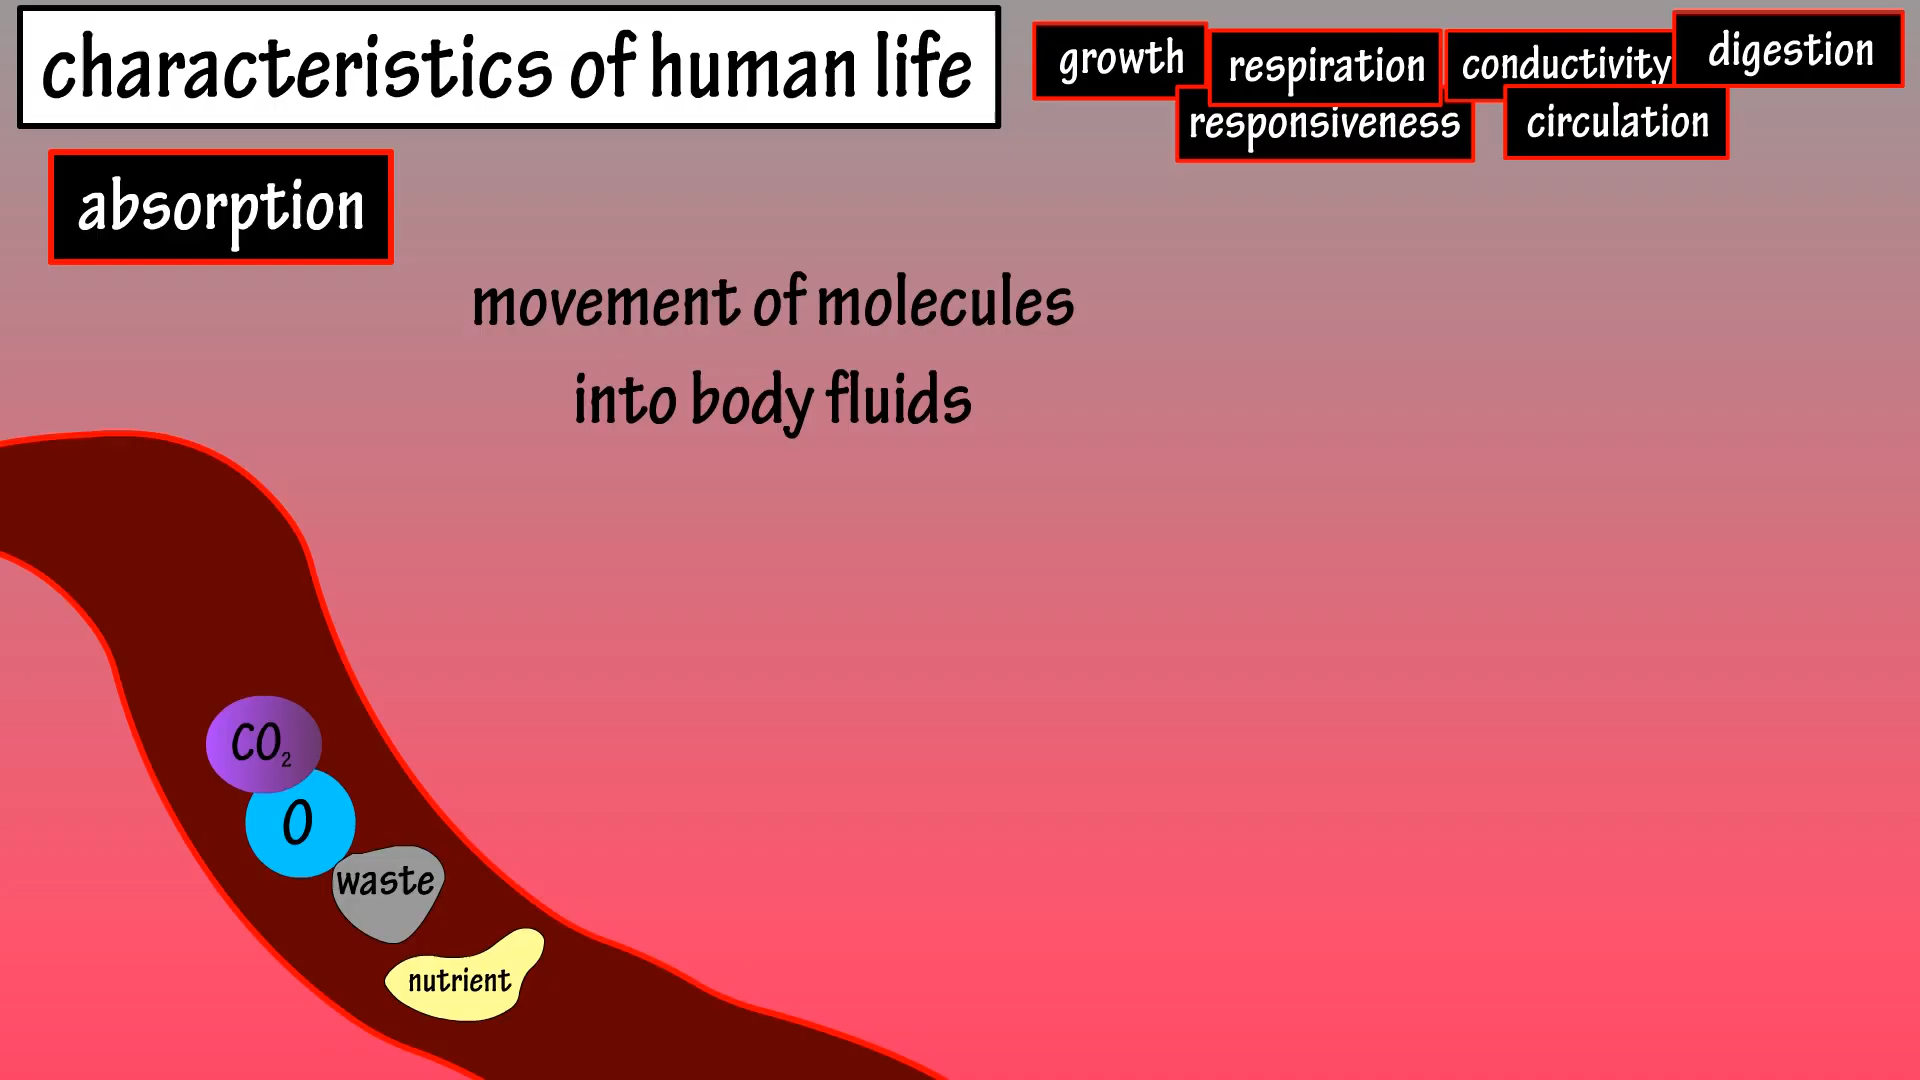 characteristics of human life
growth
respiration
conductivity
digestion
responsiveness
circulation
absorption
movement of molecules
into body fluids
CO₂
O
waste
nutrient